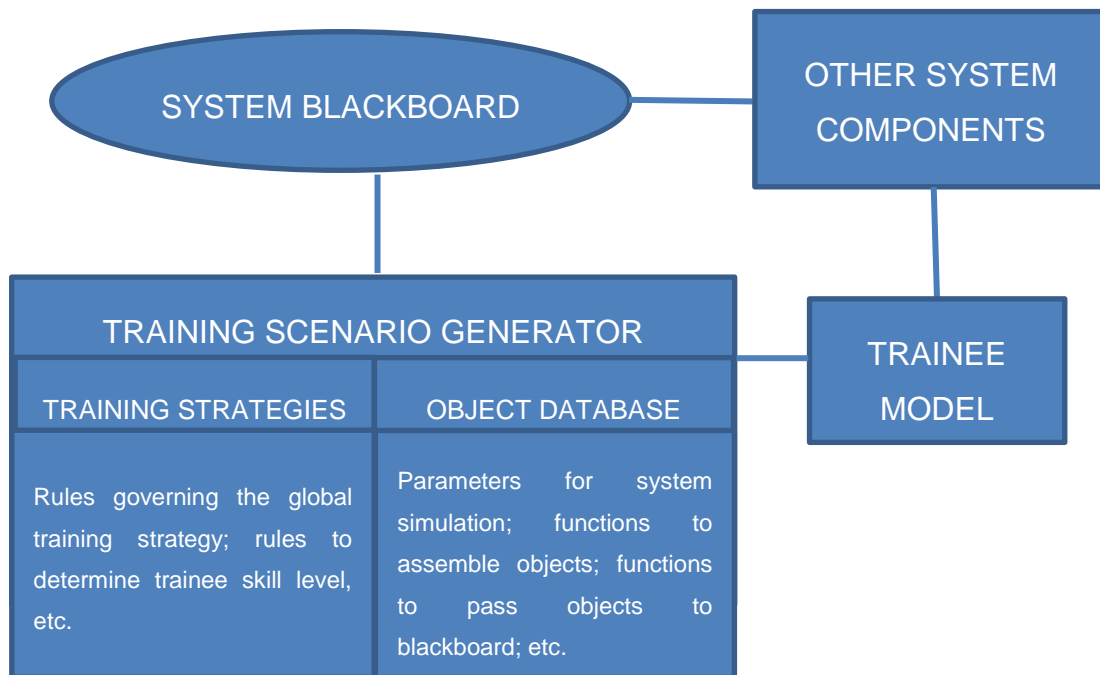 SYSTEM BLACKBOARD
OTHER SYSTEM
COMPONENTS
TRAINING SCENARIO GENERATOR
TRAINEE
MODEL
TRAINING STRATEGIES
OBJECT DATABASE
Rules governing the global
training strategy; rules to
determine trainee skill level,
etc.
Parameters for system
simulation; functions to
assemble objects; functions
to pass objects to
blackboard; etc.